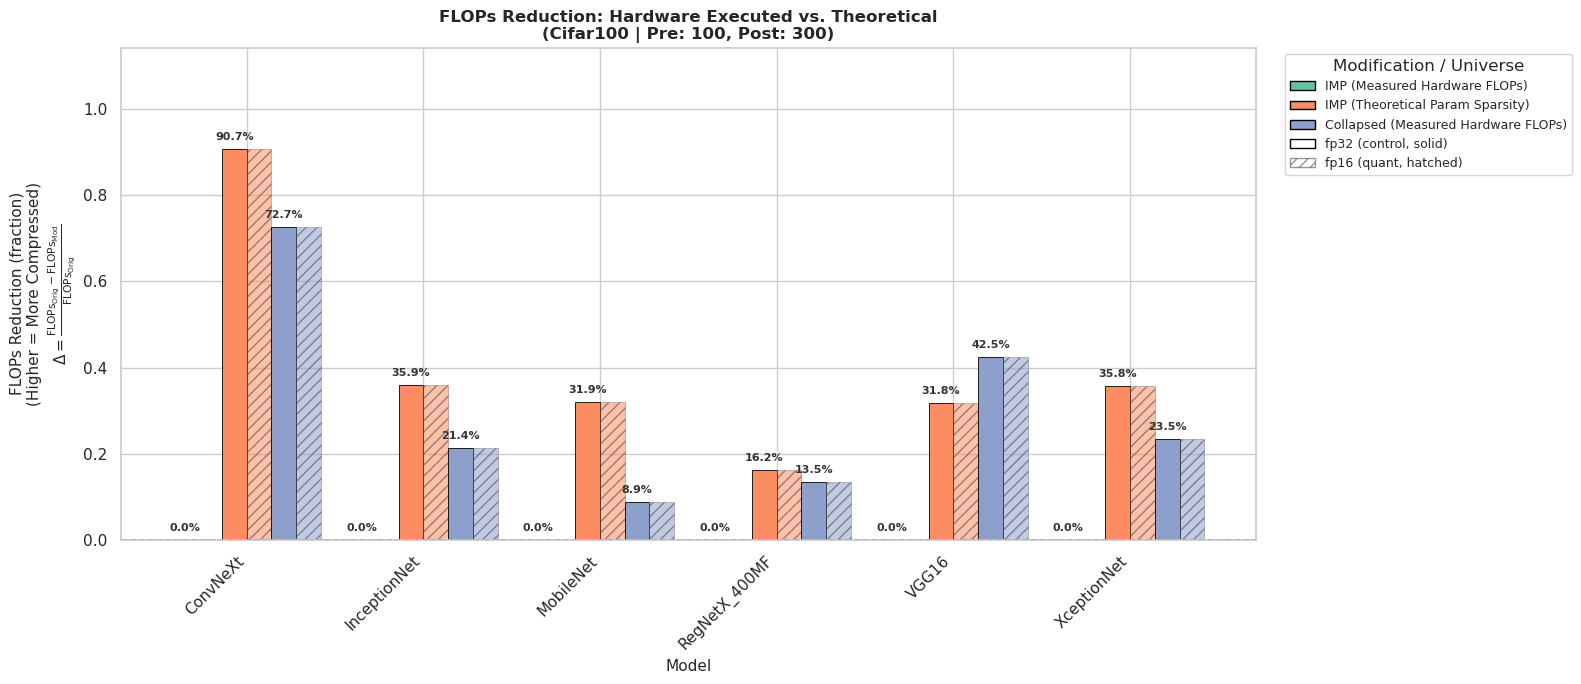 FLOPs Reduction: Hardware Executed vs. Theoretical
(Cifar100 | Pre: 100, Post: 300)
FLOPs Reduction (fraction)
(Higher = More Compressed)
Δ = (FLOPs_Orig − FLOPs_Mod) / FLOPs_Orig
1.0
0.8
0.6
0.4
0.2
0.0
0.0% 90.7% 72.7%
0.0% 35.9% 21.4%
0.0% 31.9% 8.9%
0.0% 16.2% 13.5%
0.0% 31.8% 42.5%
0.0% 35.8% 23.5%
ConvNeXt
InceptionNet
MobileNet
RegNetX_400MF
VGG16
XceptionNet
Model
Modification / Universe
IMP (Measured Hardware FLOPs)
IMP (Theoretical Param Sparsity)
Collapsed (Measured Hardware FLOPs)
fp32 (control, solid)
fp16 (quant, hatched)